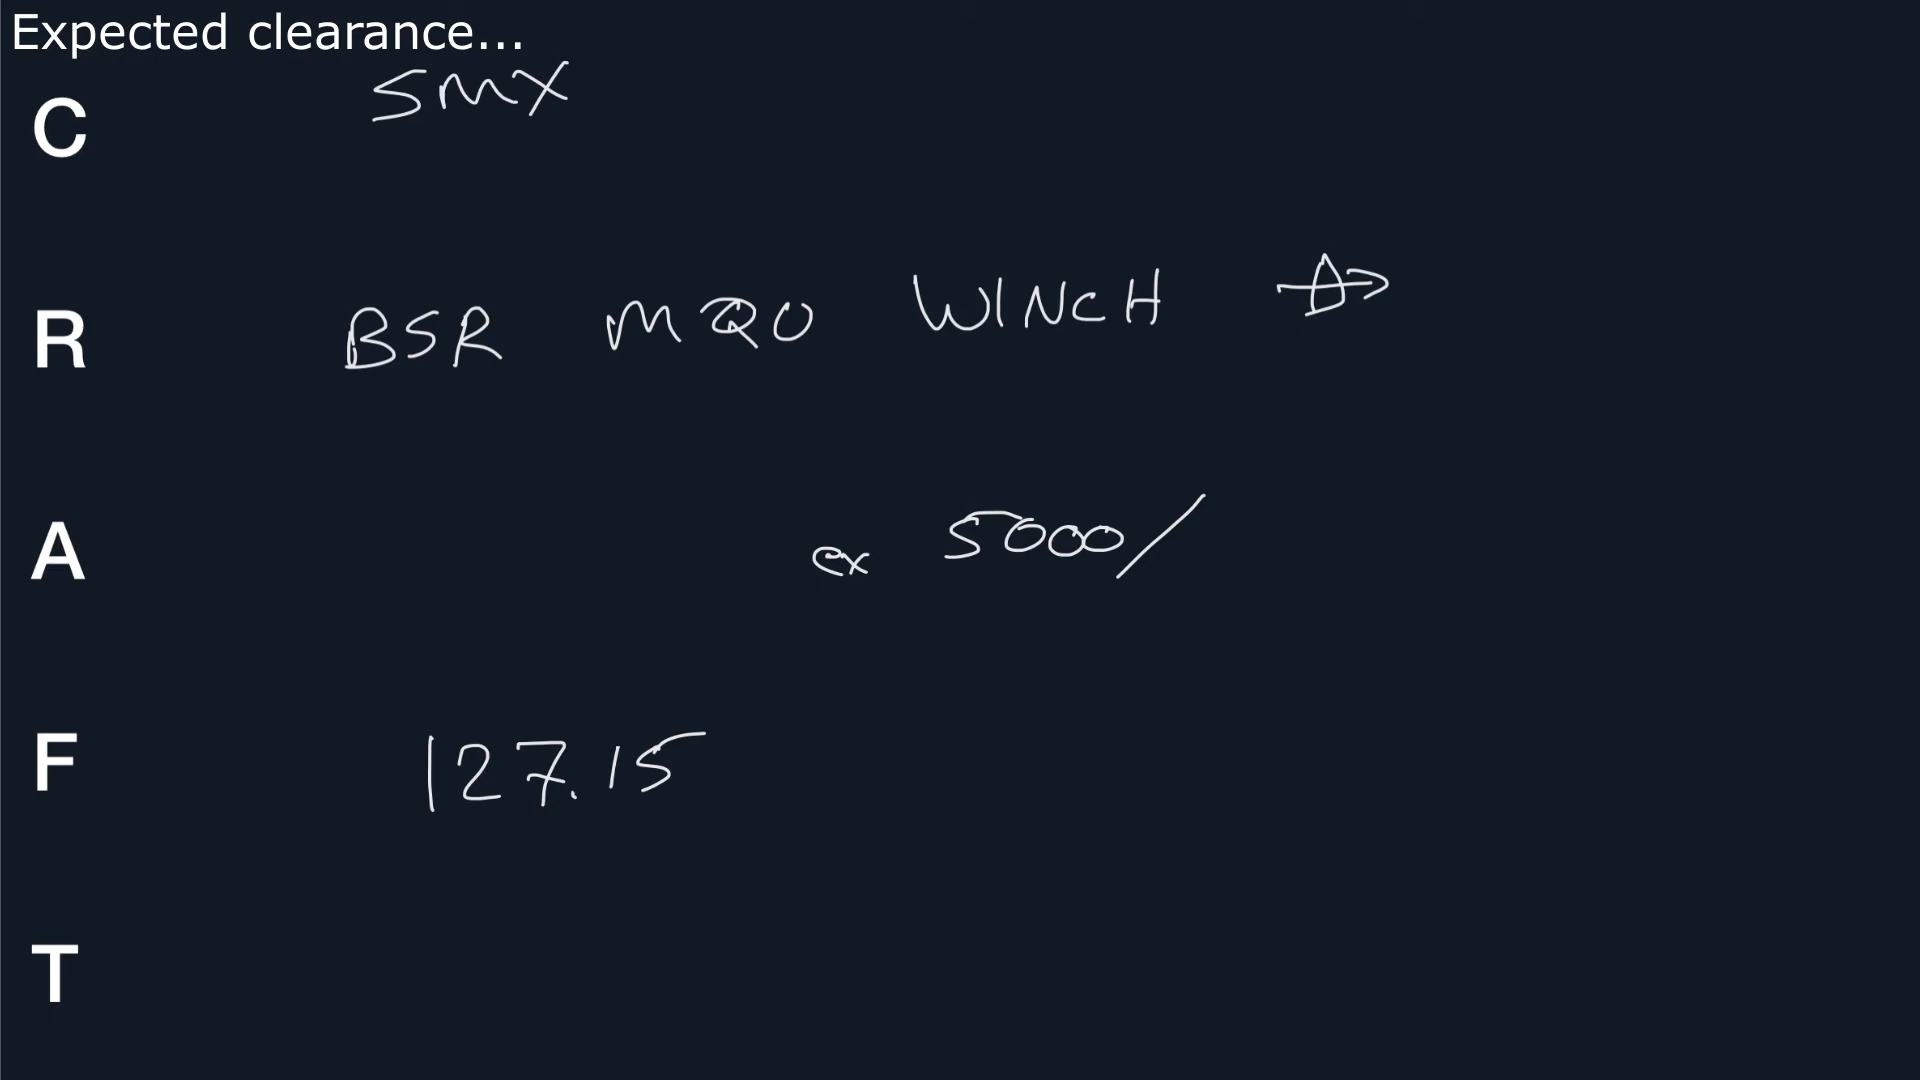 Expected clearance...
C SMX
R BSR MQO WINCH
A ex 5000/
F 127.15
T